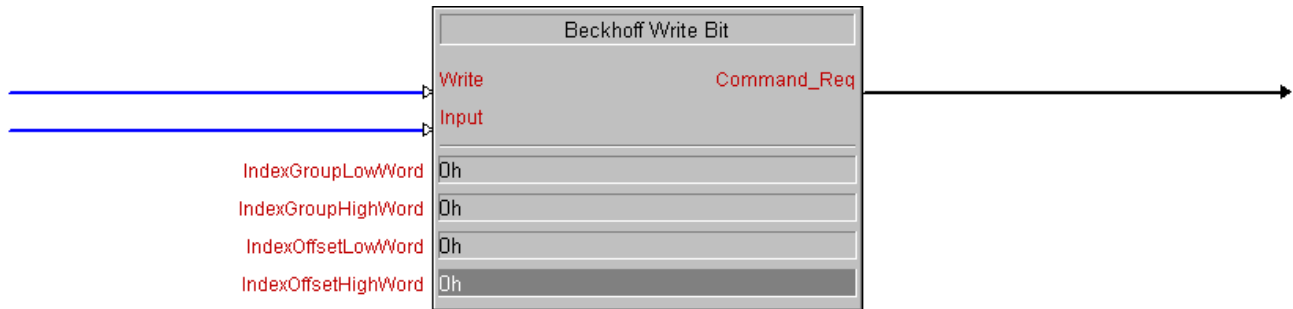 Beckhoff Write Bit
Write Command_Req
Input
IndexGroupLowWord 0h
IndexGroupHighWord 0h
IndexOffsetLowWord 0h
IndexOffsetHighWord 0h